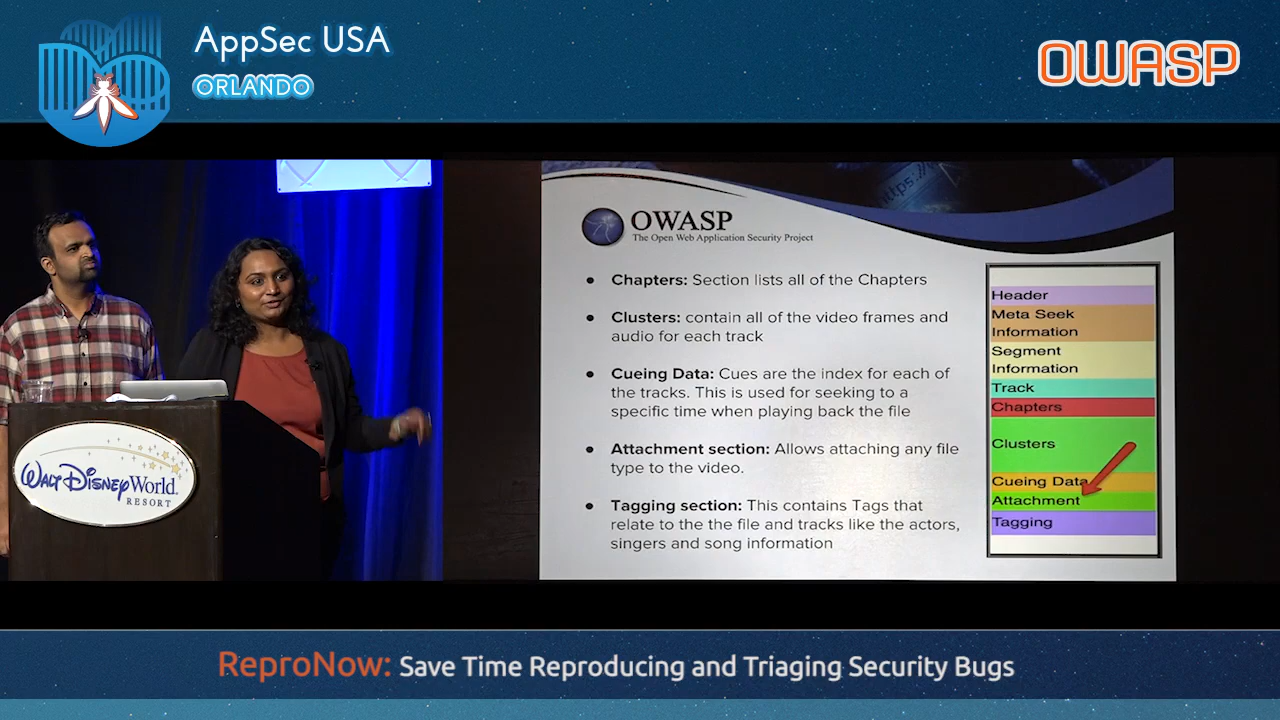 AppSec USA
ORLANDO
OWASP
https://
OWASP
The Open Web Application Security Project
● Chapters: Section lists all of the Chapters
● Clusters: contain all of the video frames and
audio for each track
● Cueing Data: Cues are the index for each of
the tracks. This is used for seeking to a
specific time when playing back the file
● Attachment section: Allows attaching any file
type to the video.
● Tagging section: This contains Tags that
relate to the the file and tracks like the actors,
singers and song information
Header
Meta Seek
Information
Segment
Information
Track
Chapters
Clusters
Cueing Data
Attachment
Tagging
WALT DISNEY World
RESORT
ReproNow: Save Time Reproducing and Triaging Security Bugs